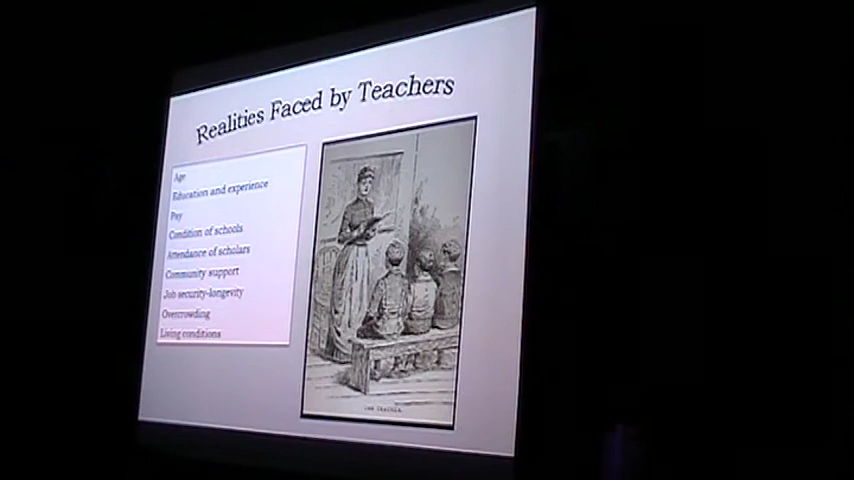 Realities Faced by Teachers
Age
Education and experience
Pay
Condition of schools
Attendance of scholars
Community support
Job security-longevity
Overcrowding
Living conditions